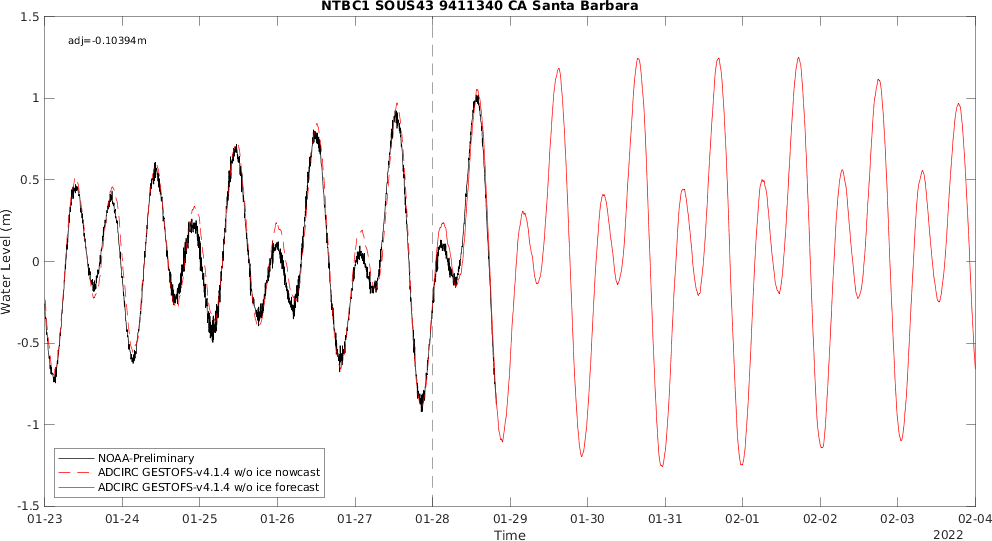 NTBC1 SOUS43 9411340 CA Santa Barbara
1.5
adj=-0.10394m
1
0.5
0
-0.5
-1
-1.5
Water Level (m)
NOAA-Preliminary
ADCIRC GESTOFS-v4.1.4 w/o ice nowcast
ADCIRC GESTOFS-v4.1.4 w/o ice forecast
01-23 01-24 01-25 01-26 01-27 01-28 01-29 01-30 01-31 02-01 02-02 02-03 02-04
Time
2022